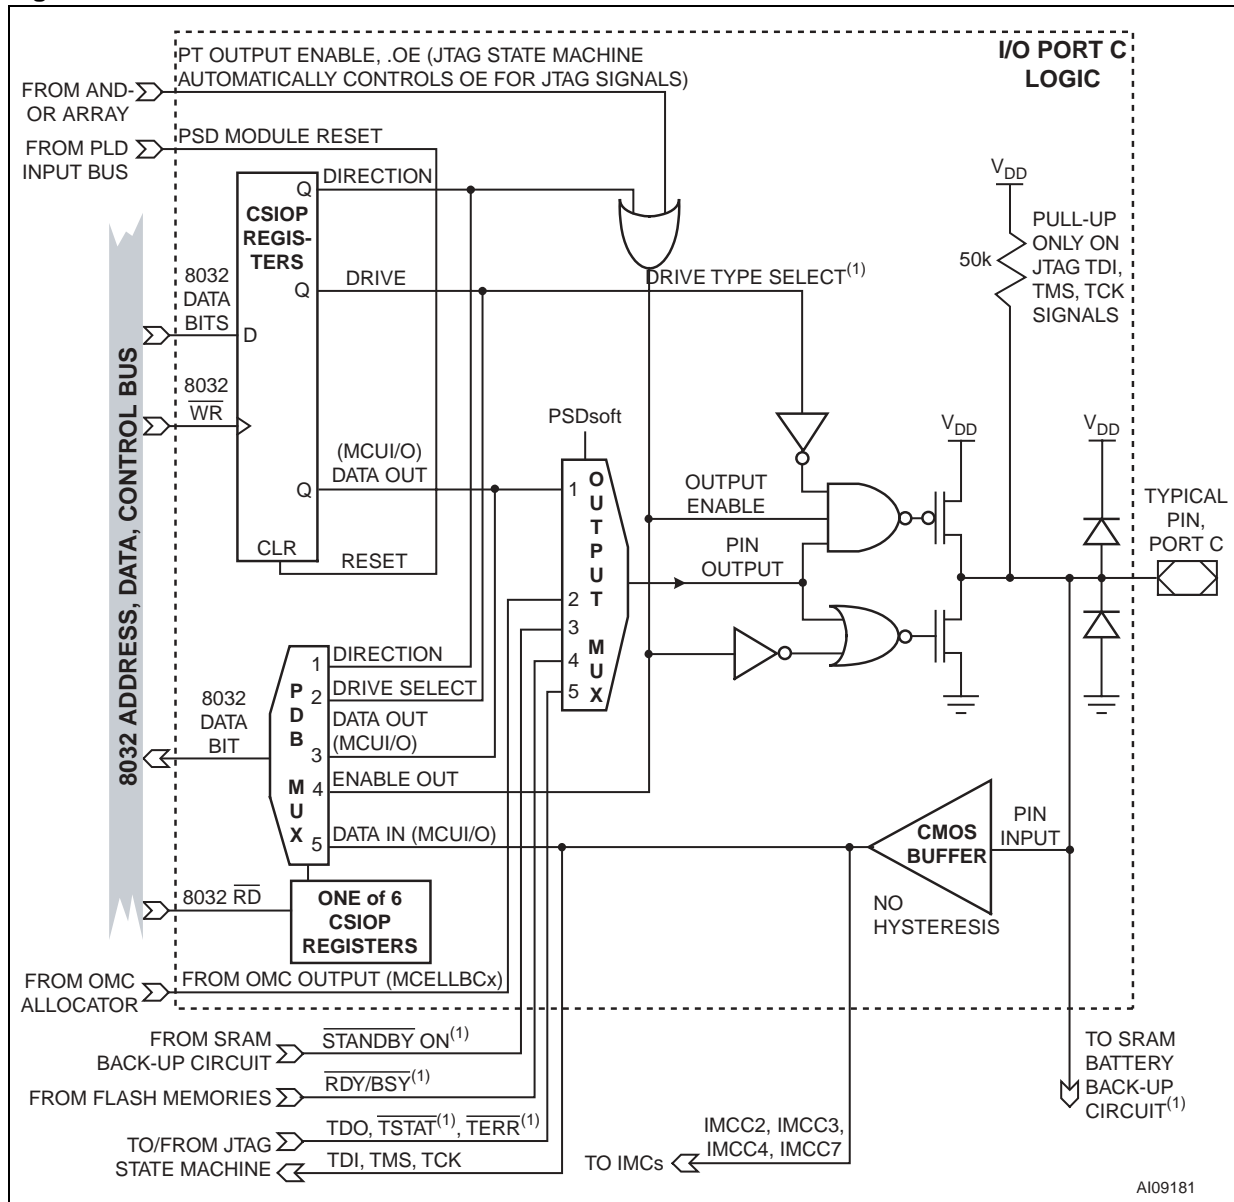 PT OUTPUT ENABLE, .OE (JTAG STATE MACHINE
AUTOMATICALLY CONTROLS OE FOR JTAG SIGNALS)
I/O PORT C
LOGIC
FROM AND-
OR ARRAY
FROM PLD
INPUT BUS
PSD MODULE RESET
DIRECTION
Q
CSIOP
REGIS-
TERS
DRIVE
Q
DRIVE TYPE SELECT(1)
VDD
PULL-UP
ONLY ON
JTAG TDI,
TMS, TCK
SIGNALS
50k
8032
DATA
BITS
D
8032
WR
8032 ADDRESS, DATA, CONTROL BUS
(MCUI/O)
DATA OUT
Q
CLR
RESET
PSDsoft
OUTPUT MUX
1
2
3
4
5
OUTPUT
ENABLE
PIN
OUTPUT
VDD
VDD
TYPICAL
PIN,
PORT C
PDB MUX
1
DIRECTION
2
DRIVE SELECT
DATA OUT
3
(MCUI/O)
4
ENABLE OUT
5
DATA IN (MCUI/O)
8032
DATA
BIT
8032 RD
ONE of 6
CSIOP
REGISTERS
CMOS
BUFFER
PIN
INPUT
NO
HYSTERESIS
FROM OMC
ALLOCATOR
FROM OMC OUTPUT (MCELLBCx)
FROM SRAM
BACK-UP CIRCUIT
STANDBY ON(1)
FROM FLASH MEMORIES
RDY/BSY(1)
TO/FROM JTAG
STATE MACHINE
TDO, TSTAT(1), TERR(1)
TDI, TMS, TCK
TO IMCs
IMCC2, IMCC3,
IMCC4, IMCC7
TO SRAM
BATTERY
BACK-UP
CIRCUIT(1)
AI09181